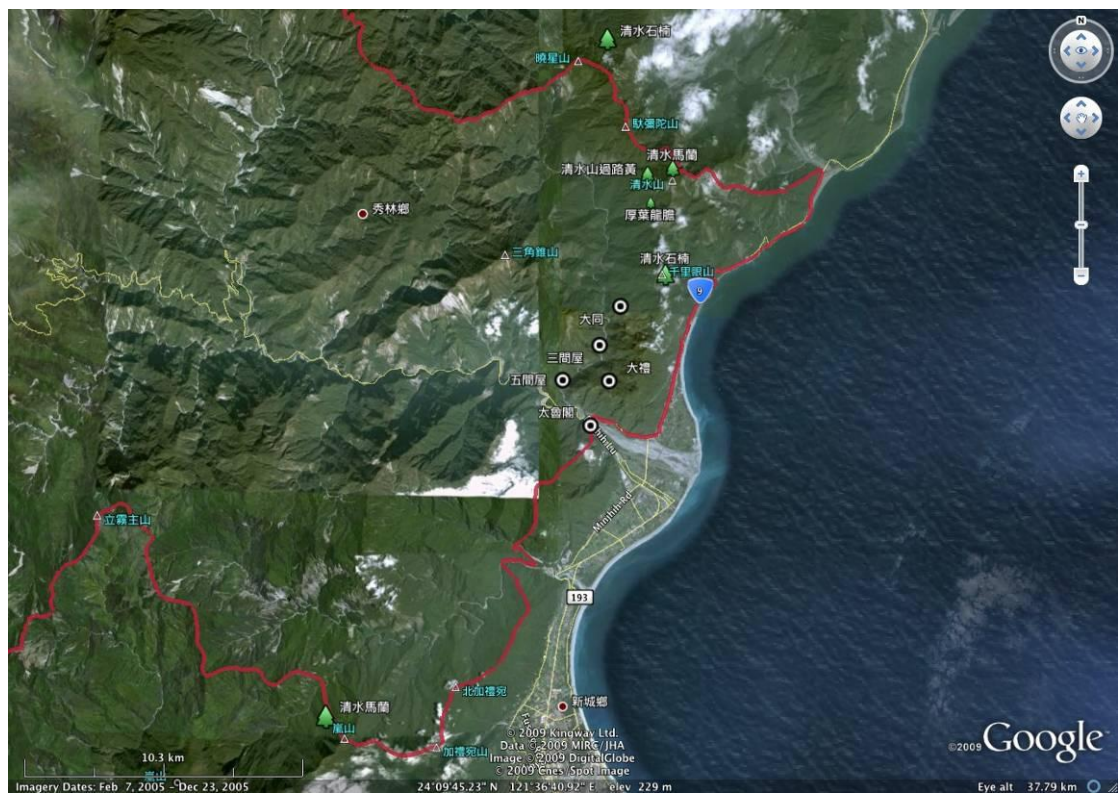 N
清水石楠
曉星山
馱彌陀山
清水馬蘭
清水山過路黃
清水山
秀林鄉
厚葉龍膽
三角錐山
清水石楠
千里眼山
9
大同
三間屋
大禮
五間屋
太魯閣
Minzhih Rd
立霧主山
193
北加禮宛
清水馬蘭
新城鄉
嵐山
加禮宛山
© 2009 Kingway Ltd.
Data © 2009 MIRC/JHA
Image © 2009 DigitalGlobe
© 2009 Cnes/Spot Image
©2009 Google™
10.3 km
Imagery Dates: Feb 7, 2005 - Dec 23, 2005
24°09'45.23" N 121°36'40.92" E elev 229 m
Eye alt 37.79 km